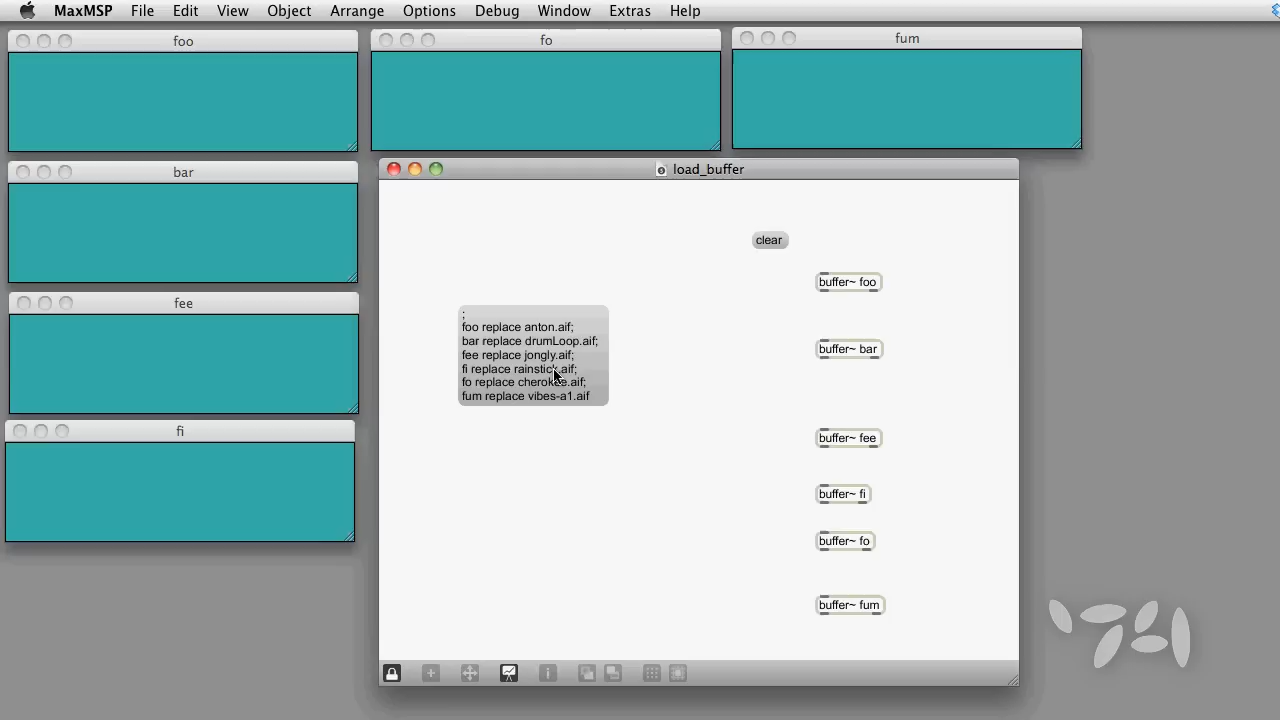 MaxMSP File Edit View Object Arrange Options Debug Window Extras Help
foo
fo
fum
bar
load_buffer
clear
buffer~ foo
fee
;
foo replace anton.aif;
bar replace drumLoop.aif;
fee replace jongly.aif;
fi replace rainstick.aif;
fo replace cherokee.aif;
fum replace vibes-a1.aif
buffer~ bar
fi
buffer~ fee
buffer~ fi
buffer~ fo
buffer~ fum